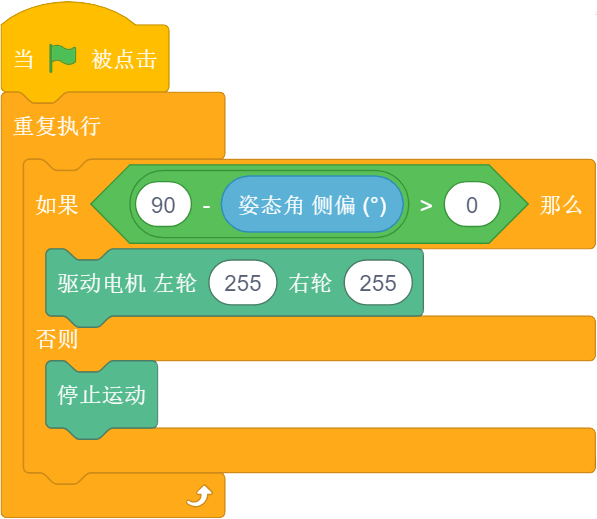 当 被点击
重复执行
如果 90 - 姿态角 侧偏 (°) > 0 那么
驱动电机 左轮 255 右轮 255
否则
停止运动